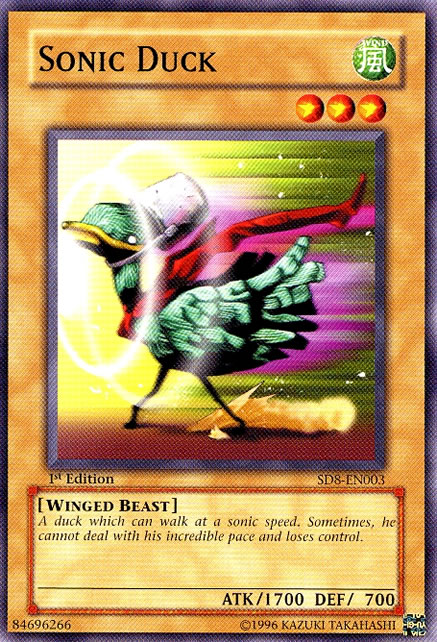 SONIC DUCK
WIND
風
1st Edition
SD8-EN003
[WINGED BEAST]
A duck which can walk at a sonic speed. Sometimes, he
cannot deal with his incredible pace and loses control.
ATK/1700 DEF/ 700
84696266
©1996 KAZUKI TAKAHASHI